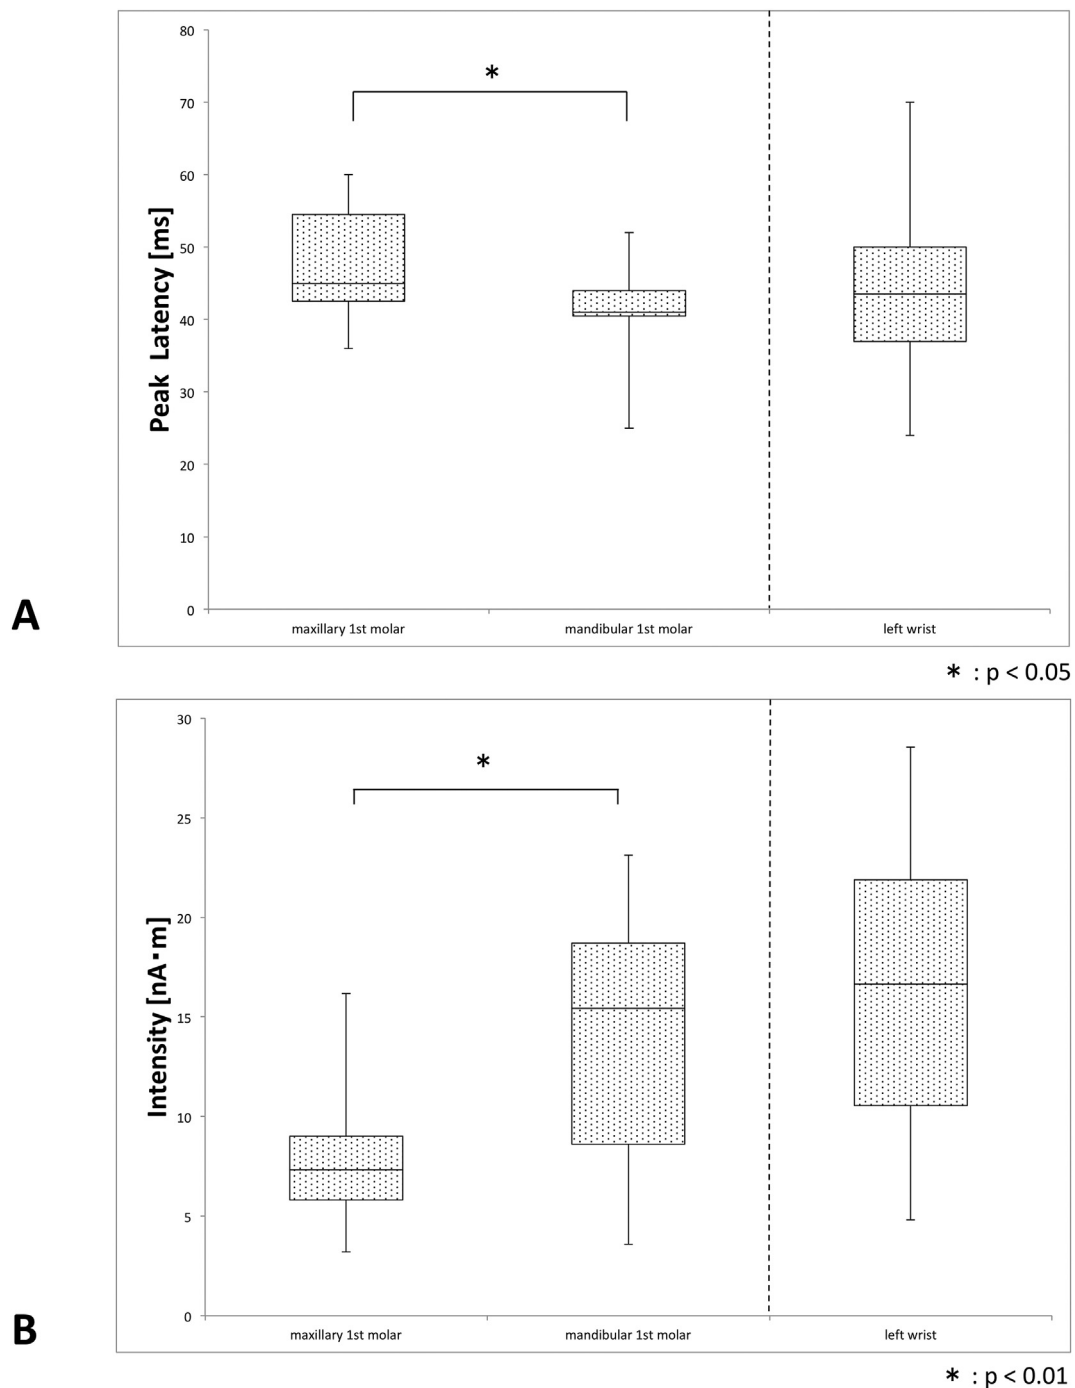 80
*
70
60
50
40
30
20
10
0
Peak Latency [ms]
A
maxillary 1st molar mandibular 1st molar left wrist
* : p < 0.05
30
*
25
20
15
10
5
0
Intensity [nA・m]
B
maxillary 1st molar mandibular 1st molar left wrist
* : p < 0.01